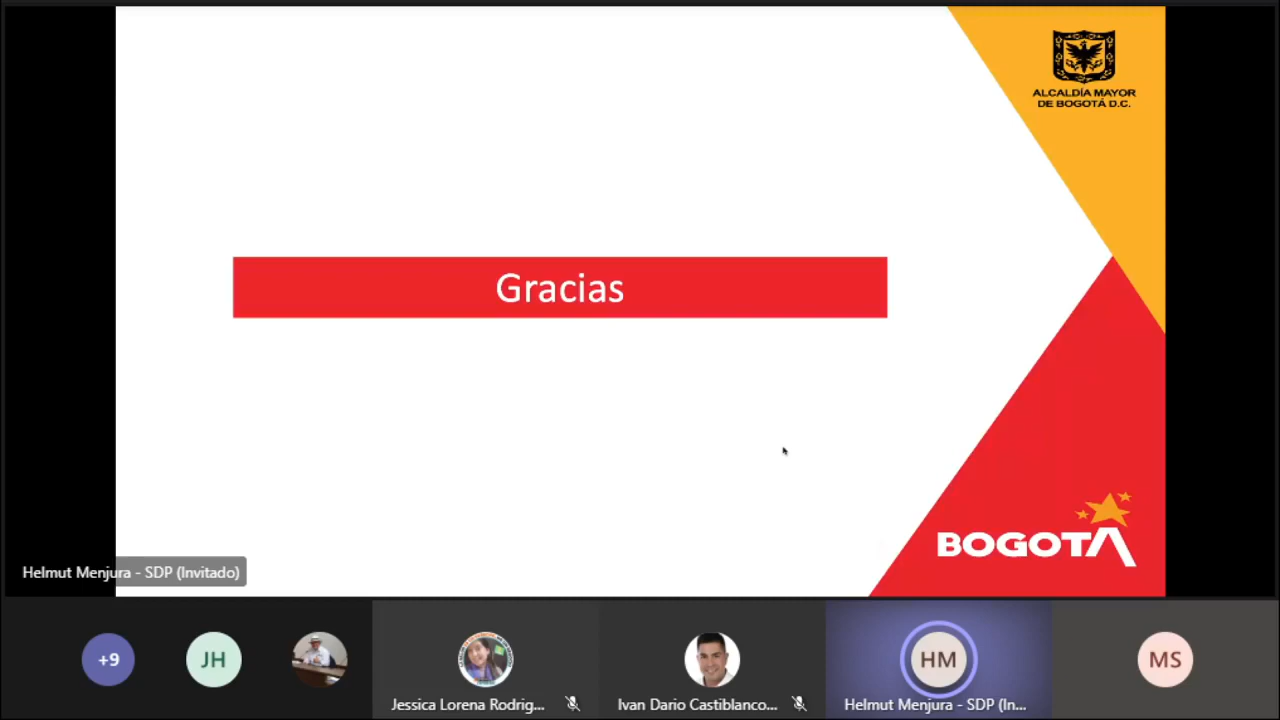 ALCALDÍA MAYOR
DE BOGOTÁ D.C.
Gracias
BOGOTÁ
Helmut Menjura - SDP (Invitado)
+9
JH
HM
MS
Jessica Lorena Rodrig...
Ivan Dario Castiblanco...
Helmut Menjura - SDP (In...